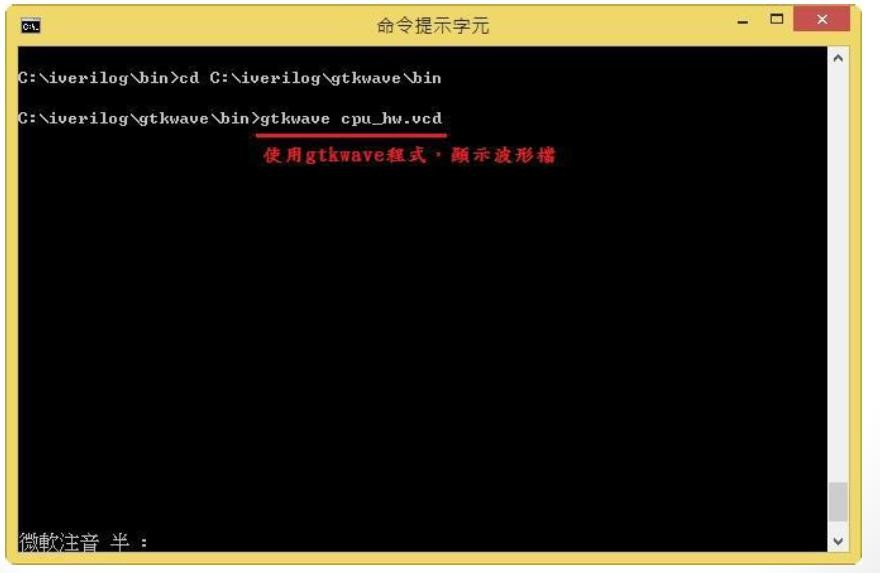 命令提示字元
C:\iverilog\bin>cd C:\iverilog\gtkwave\bin
C:\iverilog\gtkwave\bin>gtkwave cpu_hw.vcd
使用gtkwave程式，顯示波形檔
微軟注音 半 :